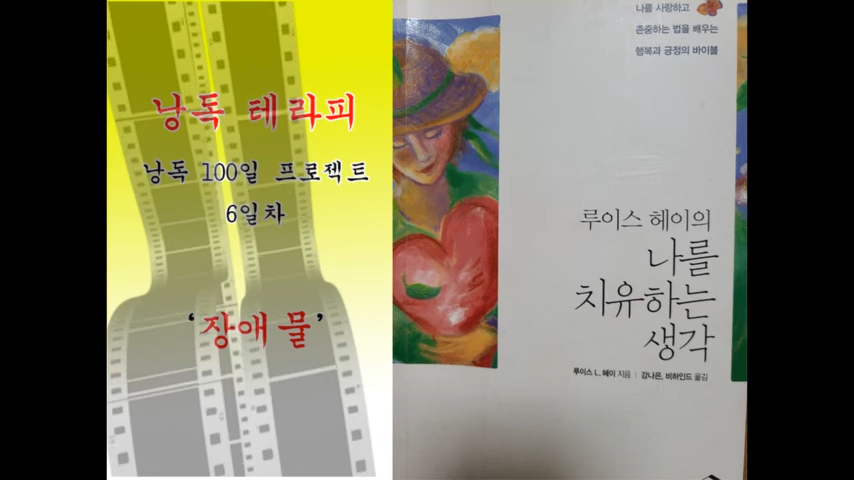 낭독 테라피
낭독 100일 프로젝트
6일차
‘장애물’
나를 사랑하고
존중하는 법을 배우는
행복과 긍정의 바이블
루이스 헤이의
나를
치유하는
생각
루이스 L. 헤이 지음 | 강나은, 비하인드 옮김